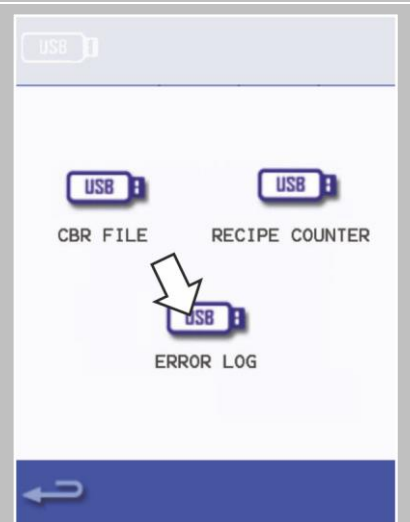 USB
USB USB
CBR FILE RECIPE COUNTER
USB
ERROR LOG